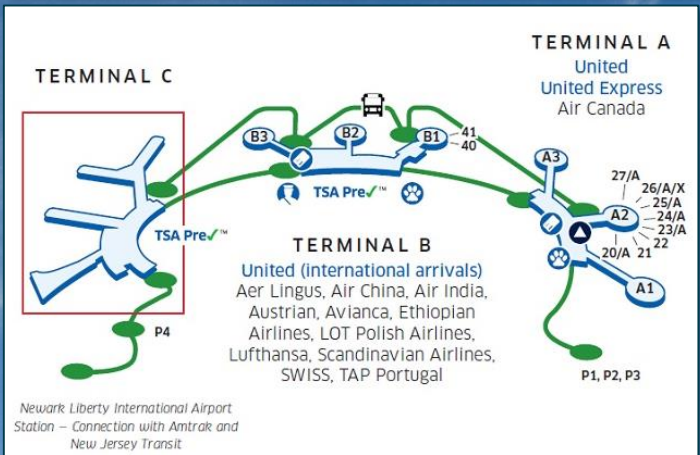 TERMINAL C
TERMINAL A
United
United Express
Air Canada
B3
B2
B1
41
40
A3
27/A
26/A/X
25/A
24/A
23/A
22
21
20/A
A2
A1
TSA Pre✓™
TSA Pre✓™
TERMINAL B
United (international arrivals)
Aer Lingus, Air China, Air India,
Austrian, Avianca, Ethiopian
Airlines, LOT Polish Airlines,
Lufthansa, Scandinavian Airlines,
SWISS, TAP Portugal
P4
P1, P2, P3
Newark Liberty International Airport
Station – Connection with Amtrak and
New Jersey Transit